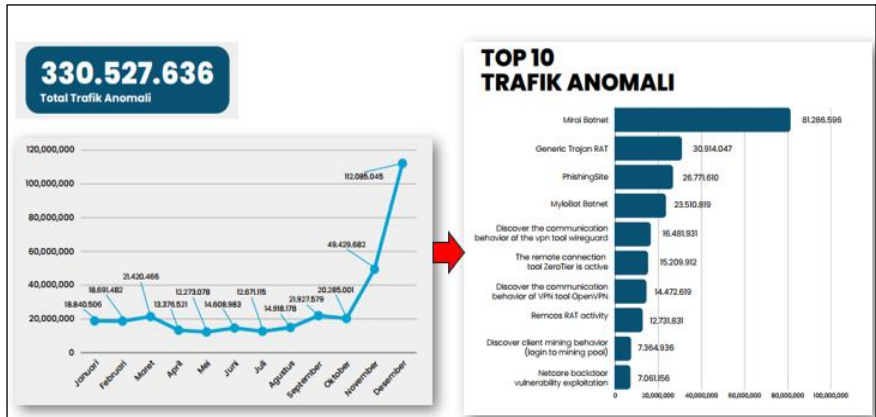 330.527.636
Total Trafik Anomali
120,000,000
100,000,000
80,000,000
60,000,000
40,000,000
20,000,000
0
18.840.506
18.691.482
21.420.466
13.376.521
12.273.078
14.608.983
12.671.115
14.918.178
21.927.579
20.285.001
49.429.682
112.085.045
Januari
Februari
Maret
April
Mei
Juni
Juli
Agustus
September
Oktober
November
Desember
TOP 10
TRAFIK ANOMALI
Mirai Botnet
81.286.596
Generic Trojan RAT
30.914.047
PhishingSite
26.771.610
MyloBot Botnet
23.510.819
Discover the communication
behavior of the vpn tool wireguard
16.481.931
The remote connection
tool ZeroTier is active
15.209.912
Discover the communication
behavior of VPN tool OpenVPN
14.472.619
Remcos RAT activity
12.731.831
Discover client mining behavior
(login to mining pool)
7.364.936
Netcore backdoor
vulnerability exploitation
7.061.156
0
20,000,000
40,000,000
60,000,000
80,000,000
100,000,000